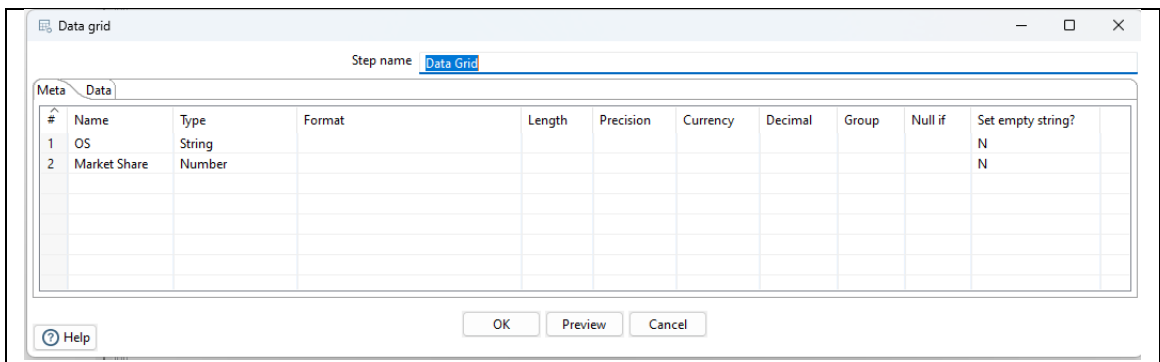 Data grid
Step name Data Grid
Meta Data
# Name Type Format Length Precision Currency Decimal Group Null if Set empty string?
1 OS String N
2 Market Share Number N
OK Preview Cancel
Help